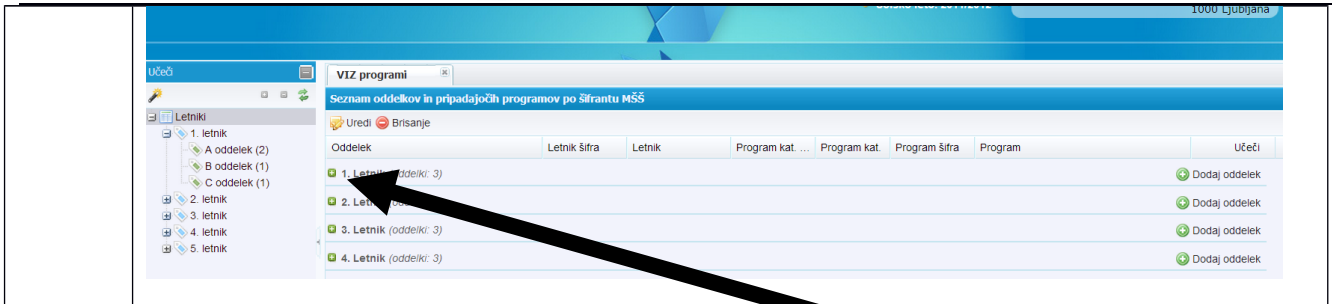 1000 Ljubljana
Učeči
VIZ programi
Seznam oddelkov in pripadajočih programov po šifrantu MŠŠ
Uredi Brisanje
Oddelek Letnik šifra Letnik Program kat. ... Program kat. Program šifra Program Učeči
Letniki
1. letnik
A oddelek (2)
B oddelek (1)
C oddelek (1)
2. letnik
3. letnik
4. letnik
5. letnik
1. Letnik (oddelki: 3) Dodaj oddelek
2. Dodaj oddelek
3. Letnik (oddelki: 3) Dodaj oddelek
4. Letnik (oddelki: 3) Dodaj oddelek